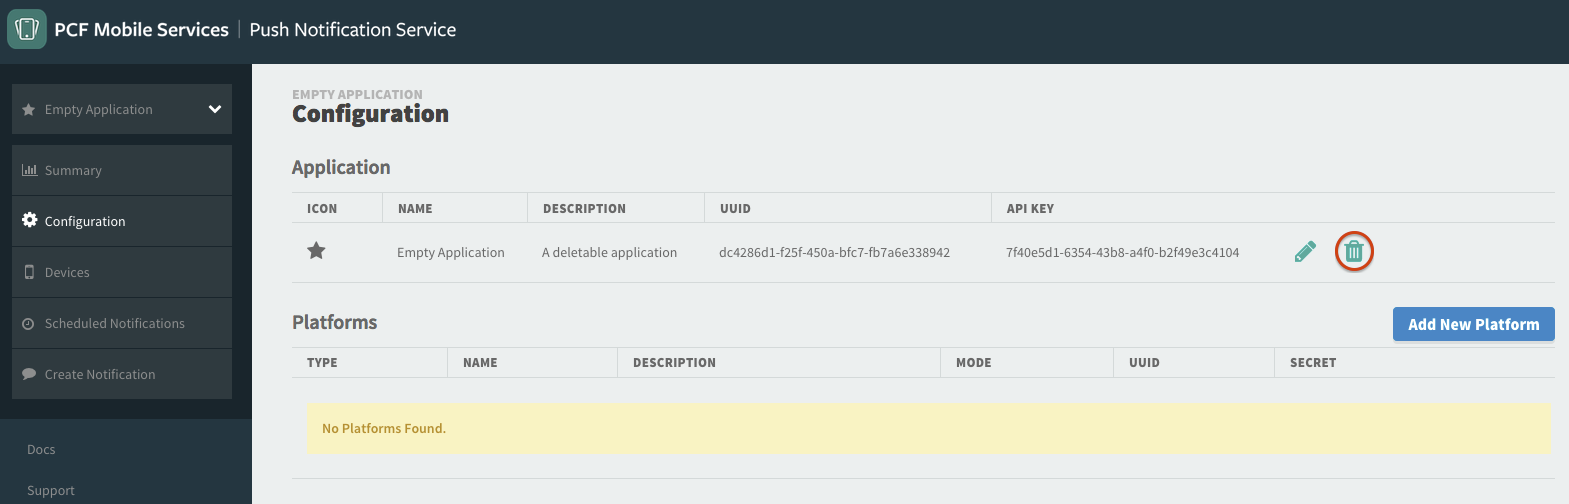 PCF Mobile Services | Push Notification Service
Empty Application
Summary
Configuration
Devices
Scheduled Notifications
Create Notification
Docs
Support
EMPTY APPLICATION
Configuration
Application
ICON NAME DESCRIPTION UUID API KEY
Empty Application A deletable application dc4286d1-f25f-450a-bfc7-fb7a6e338942 7f40e5d1-6354-43b8-a4f0-b2f49e3c4104
Platforms Add New Platform
TYPE NAME DESCRIPTION MODE UUID SECRET
No Platforms Found.